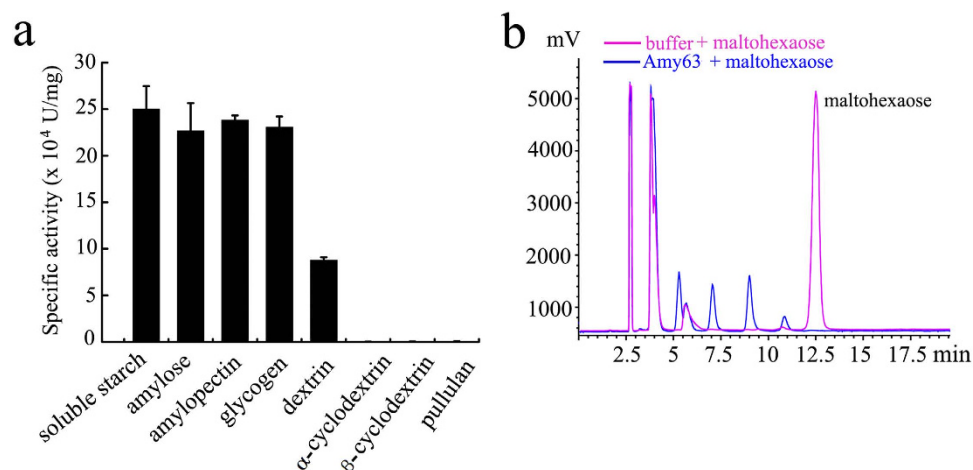 a
Specific activity (x 10⁴ U/mg)
30
25
20
15
10
5
0
soluble starch
amylose
amylopectin
glycogen
dextrin
α-cyclodextrin
β-cyclodextrin
pullulan
b
mV
buffer + maltohexaose
Amy63 + maltohexaose
maltohexaose
5000
4000
3000
2000
1000
2.5 5 7.5 10 12.5 15 17.5 min